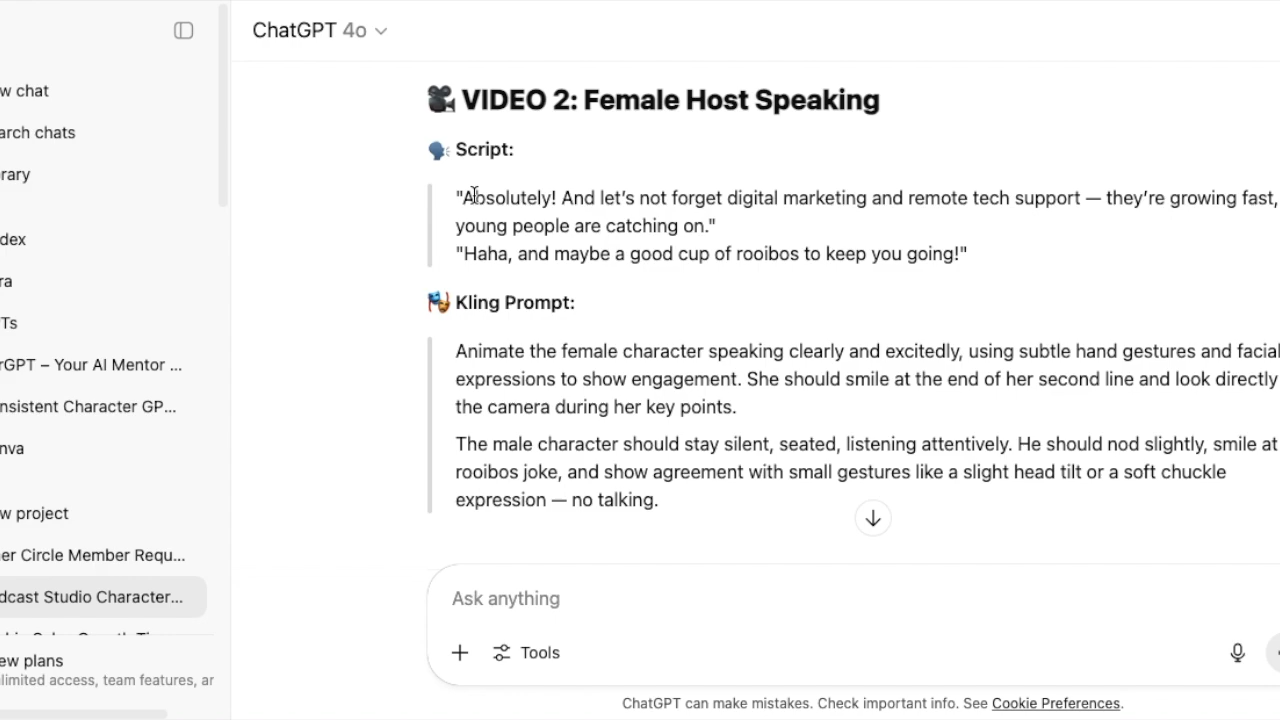 ChatGPT 4o
w chat
arch chats
rary
dex
ra
Ts
rGPT – Your AI Mentor ...
nsistent Character GP...
nva
w project
er Circle Member Requ...
dcast Studio Character...
ew plans
limited access, team features, ar
VIDEO 2: Female Host Speaking
Script:
"Absolutely! And let’s not forget digital marketing and remote tech support — they’re growing fast,
young people are catching on."
"Haha, and maybe a good cup of rooibos to keep you going!"
Kling Prompt:
Animate the female character speaking clearly and excitedly, using subtle hand gestures and facial
expressions to show engagement. She should smile at the end of her second line and look directly
the camera during her key points.
The male character should stay silent, seated, listening attentively. He should nod slightly, smile at
rooibos joke, and show agreement with small gestures like a slight head tilt or a soft chuckle
expression — no talking.
Ask anything
Tools
ChatGPT can make mistakes. Check important info. See Cookie Preferences.